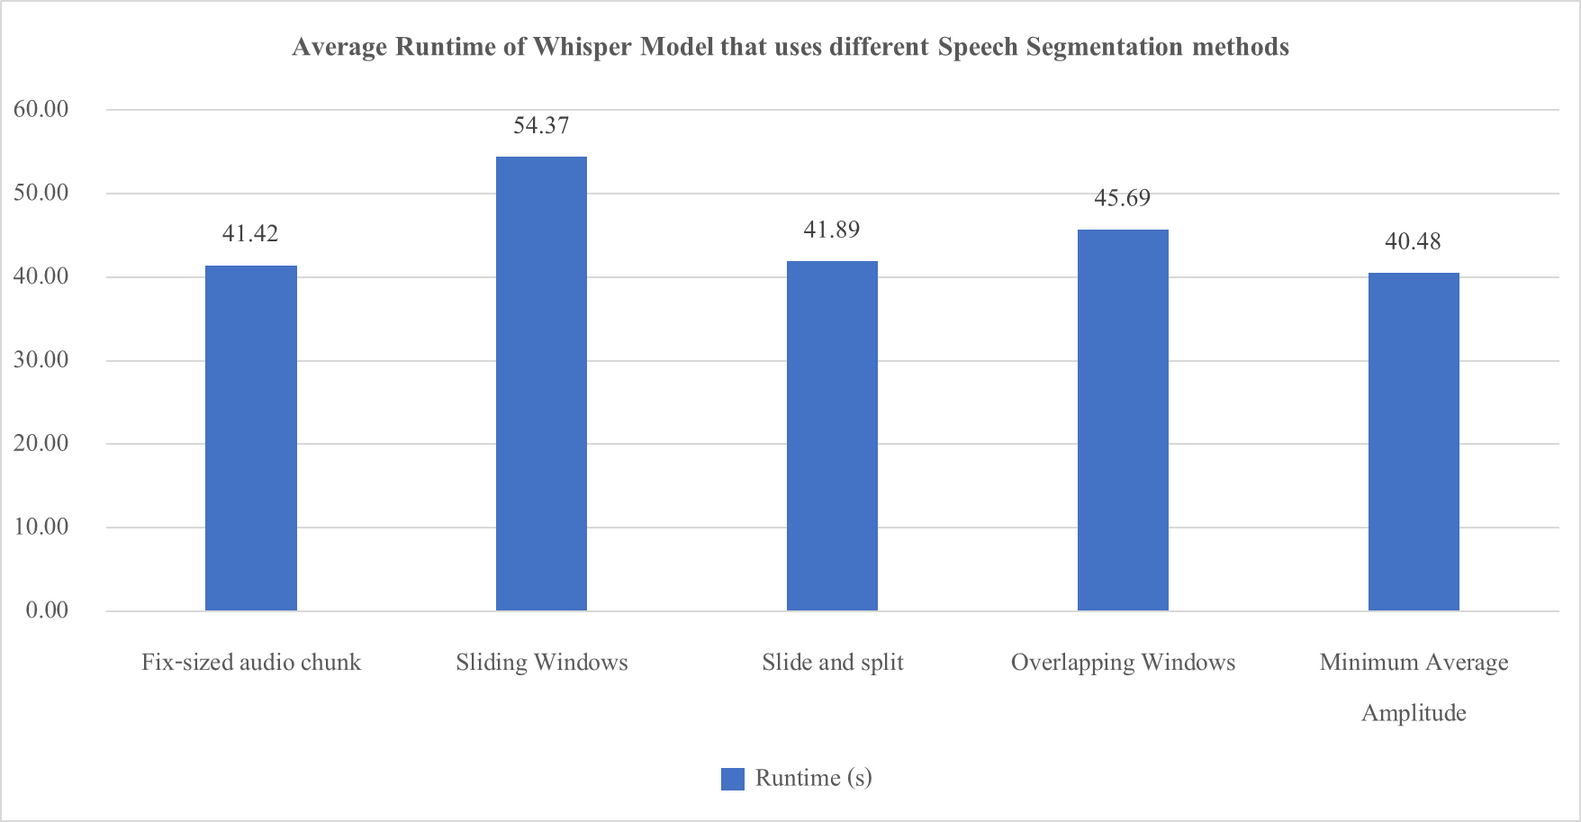 Average Runtime of Whisper Model that uses different Speech Segmentation methods
60.00
50.00
40.00
30.00
20.00
10.00
0.00
41.42
54.37
41.89
45.69
40.48
Fix-sized audio chunk
Sliding Windows
Slide and split
Overlapping Windows
Minimum Average
Amplitude
Runtime (s)